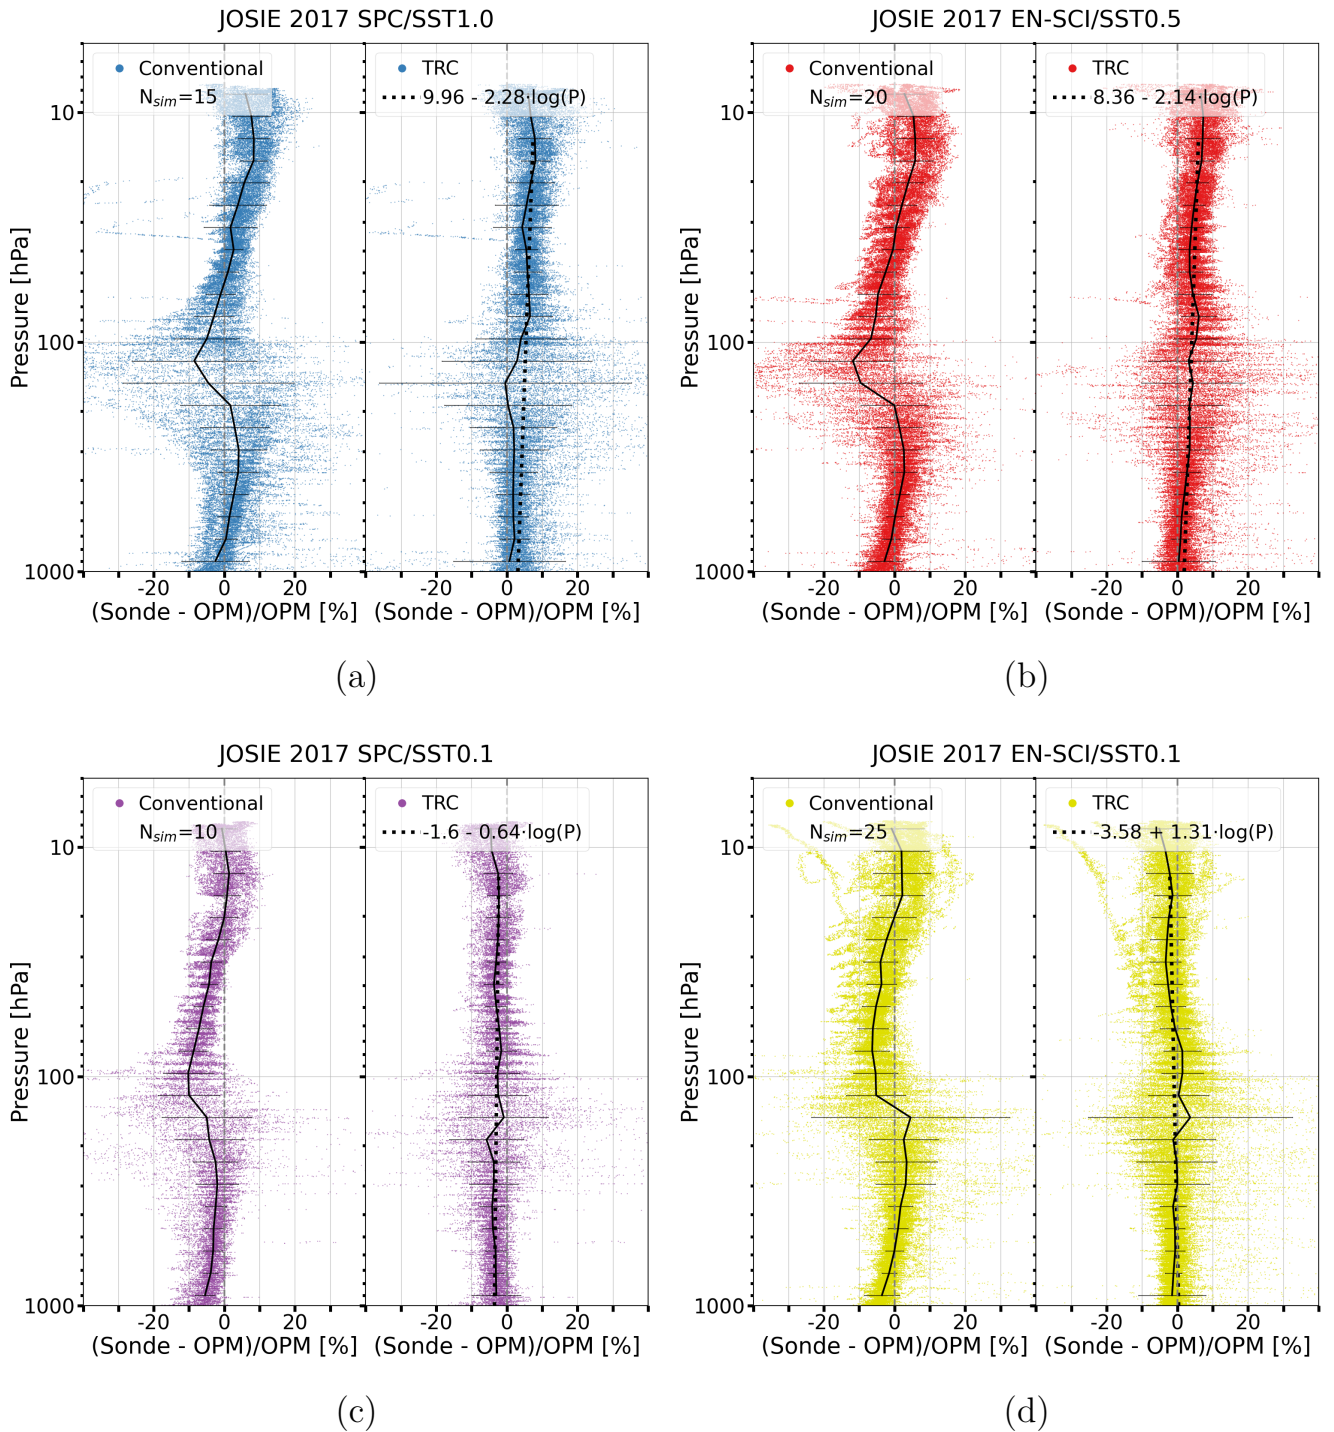 JOSIE 2017 SPC/SST1.0
Conventional
N_sim=15
TRC
9.96 - 2.28·log(P)
10
100
1000
Pressure [hPa]
-20 0 20 -20 0 20
(Sonde - OPM)/OPM [%] (Sonde - OPM)/OPM [%]
(a)
JOSIE 2017 EN-SCI/SST0.5
Conventional
N_sim=20
TRC
8.36 - 2.14·log(P)
10
100
1000
Pressure [hPa]
-20 0 20 -20 0 20
(Sonde - OPM)/OPM [%] (Sonde - OPM)/OPM [%]
(b)
JOSIE 2017 SPC/SST0.1
Conventional
N_sim=10
TRC
-1.6 - 0.64·log(P)
10
100
1000
Pressure [hPa]
-20 0 20 -20 0 20
(Sonde - OPM)/OPM [%] (Sonde - OPM)/OPM [%]
(c)
JOSIE 2017 EN-SCI/SST0.1
Conventional
N_sim=25
TRC
-3.58 + 1.31·log(P)
10
100
1000
Pressure [hPa]
-20 0 20 -20 0 20
(Sonde - OPM)/OPM [%] (Sonde - OPM)/OPM [%]
(d)